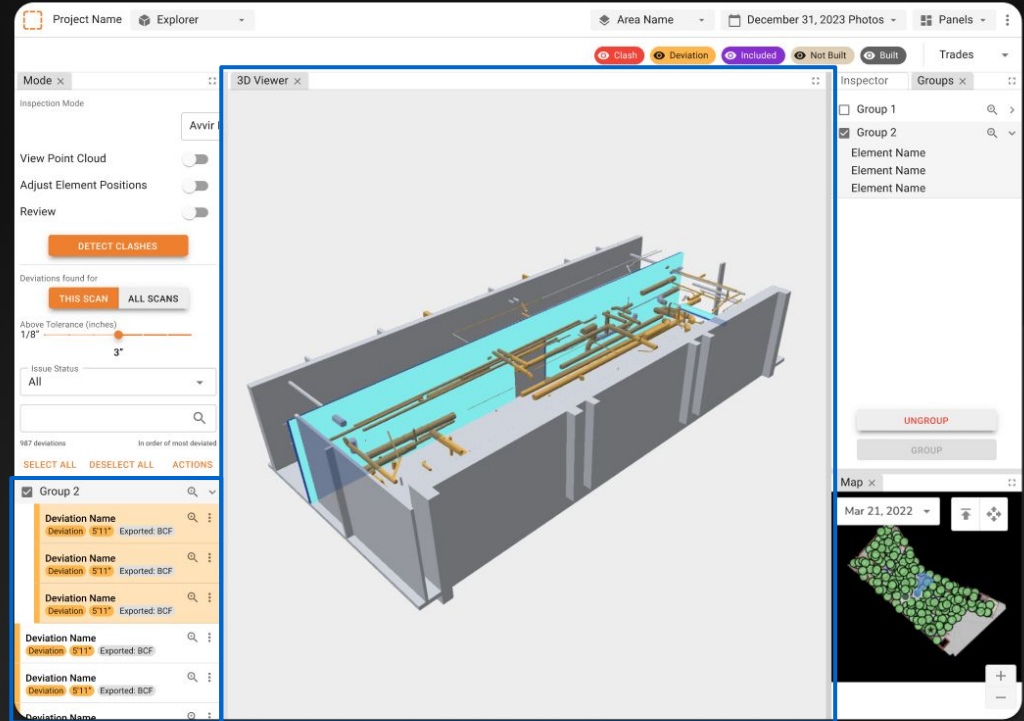 Project Name
Explorer
Area Name
December 31, 2023 Photos
Panels
Clash
Deviation
Included
Not Built
Built
Trades
Mode
Inspection Mode
Avvir
View Point Cloud
Adjust Element Positions
Review
DETECT CLASHES
Deviations found for
THIS SCAN
ALL SCANS
Above Tolerance (inches)
1/8"
3"
Issue Status
All
987 deviations
In order of most deviated
SELECT ALL
DESELECT ALL
ACTIONS
Group 2
Deviation Name
Deviation 5'11" Exported: BCF
Deviation Name
Deviation 5'11" Exported: BCF
Deviation Name
Deviation 5'11" Exported: BCF
Deviation Name
Deviation 5'11" Exported: BCF
Deviation Name
Deviation 5'11" Exported: BCF
Deviation Name
3D Viewer
Inspector
Groups
Group 1
Group 2
Element Name
Element Name
Element Name
UNGROUP
GROUP
Map
Mar 21, 2022